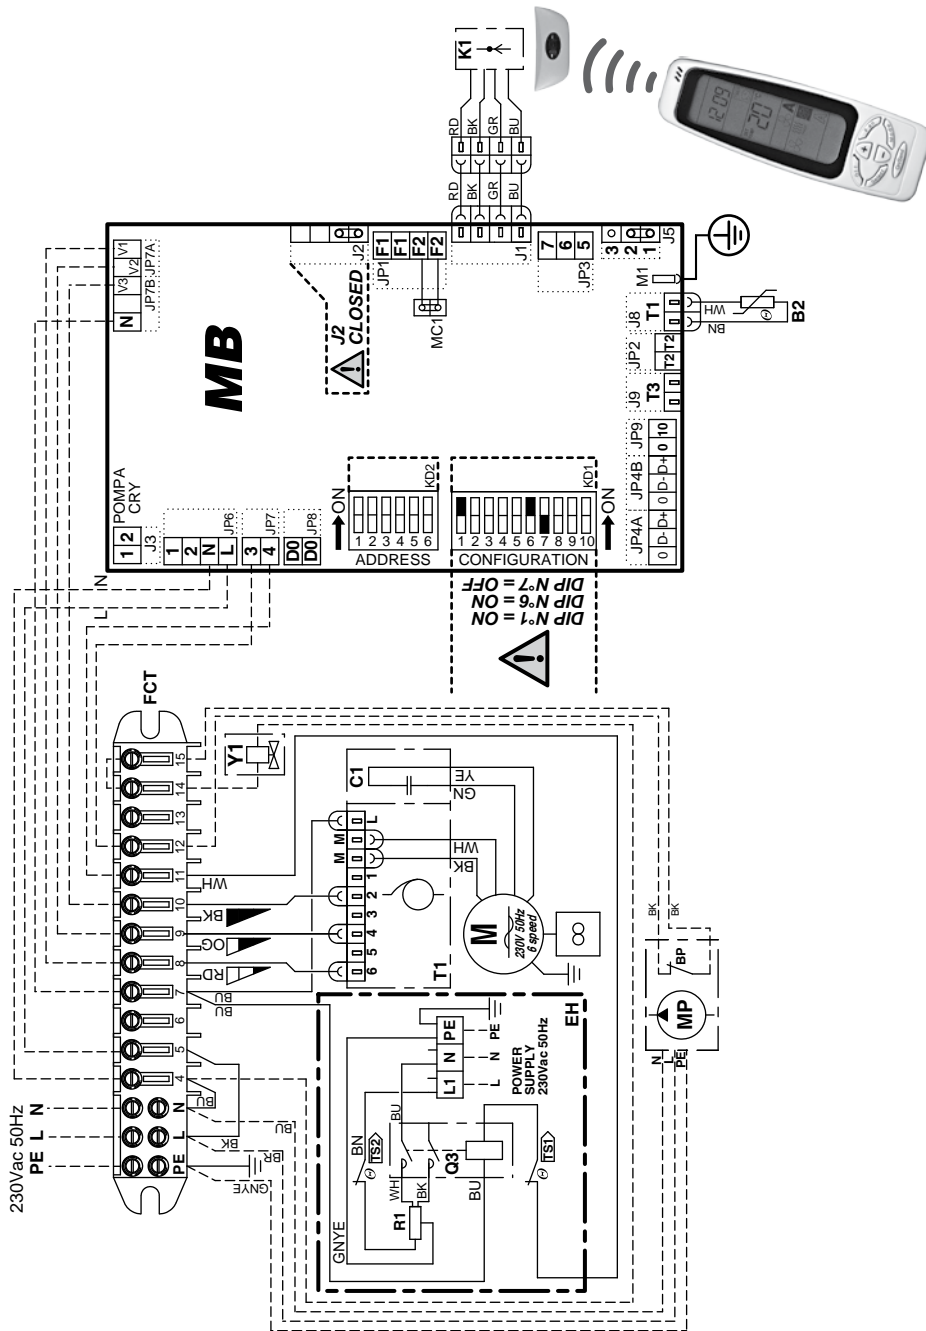 230Vac 50Hz
PE L N
PE L N 4 5 6 7 8 9 10 11 12 13 14 15
FCT
GNYE
BR
BK
BU
BU
BU
BU
RD
OG
BK
WH
L
N
Y1
C1
YE
GN
WH
BK
6 5 4 3 2 1 M M L
T1
M
230V 50Hz
6 speed
EH
GNYE
R1
WH
BK
BN
TS2
BU
Q3
BU
TS1
L1 N PE
L N PE
POWER
SUPPLY
230Vac 50Hz
N
L
PE
MP
BP
BK
BK
MB
1 2
POMPA
CRY
J3
1
2
N
L
JP6
3
4
JP7
D0
D0
JP8
ON
1 2 3 4 5 6
KD2
ADDRESS
1 2 3 4 5 6 7 8 9 10
KD1
CONFIGURATION
ON
DIP N°1 = ON
DIP N°6 = ON
DIP N°7 = OFF
N
V3 V2 V1
JP7B JP7A
J2
J2
CLOSED
JP1
F1
F1
F2
F2
MC1
J1
RD
BK
GR
BU
RD
BK
GR
BU
K1
7
6
5
JP3
3
2
1
J5
M1
J8
T1
WH
BN
B2
JP2
T2 T2
J9
T3
JP9
0 10
JP4B
0 D- D+
JP4A
0 D- D+
12.09
20